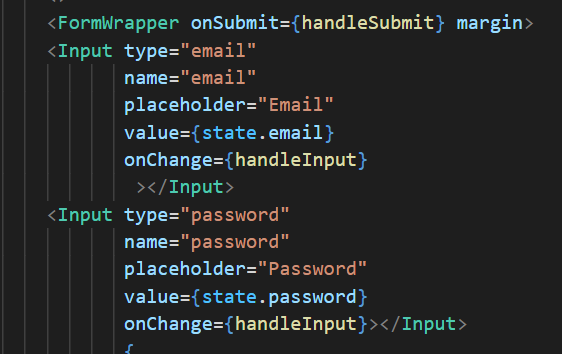 <FormWrapper onSubmit={handleSubmit} margin>
<Input type="email"
name="email"
placeholder="Email"
value={state.email}
onChange={handleInput}
></Input>
<Input type="password"
name="password"
placeholder="Password"
value={state.password}
onChange={handleInput}></Input>
{